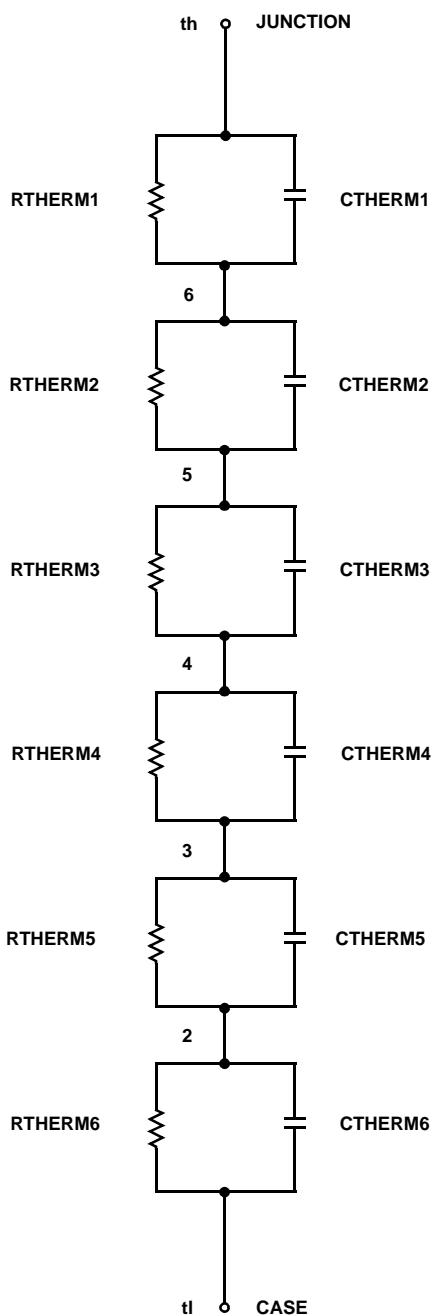 th JUNCTION
RTHERM1 CTHERM1
6
RTHERM2 CTHERM2
5
RTHERM3 CTHERM3
4
RTHERM4 CTHERM4
3
RTHERM5 CTHERM5
2
RTHERM6 CTHERM6
tl CASE